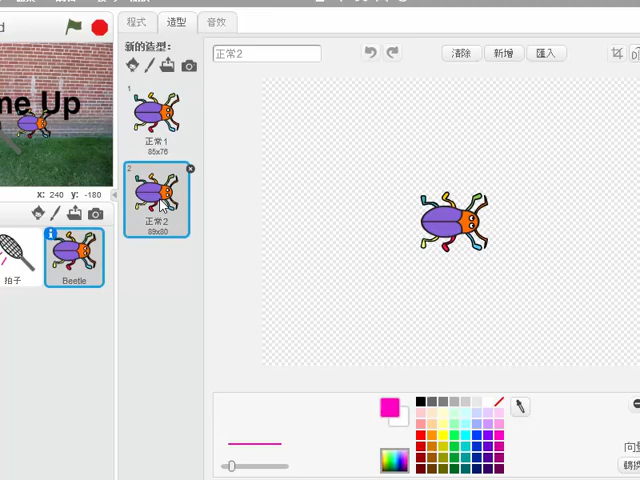 程式
造型
音效
新的造型:
正常2
清除
新增
匯入
1
正常1
85x76
2
正常2
89x80
me Up
x: 240 y: -180
拍子
Beetle